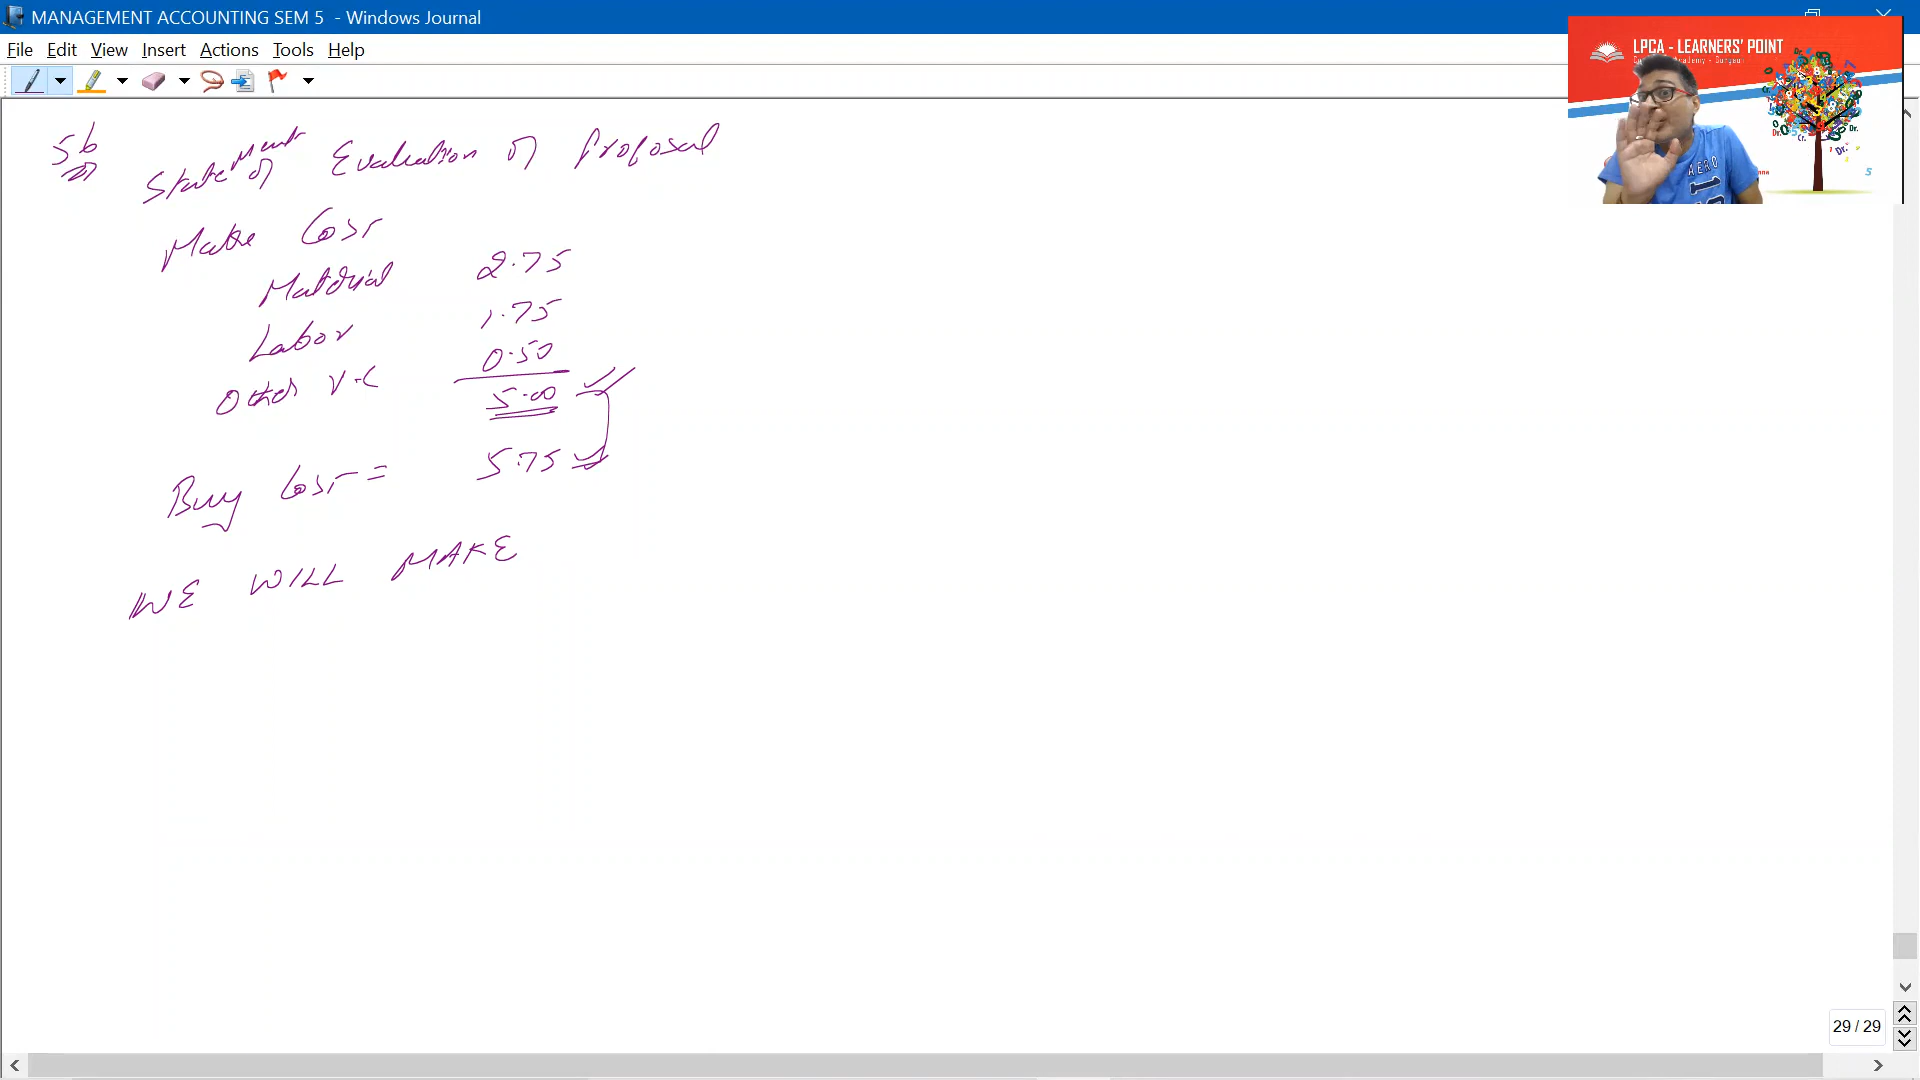 MANAGEMENT ACCOUNTING SEM 5 - Windows Journal
File Edit View Insert Actions Tools Help
LPCA - LEARNERS' POINT
56
Statement of Evaluation of Proposal
Make Cost
Material 2.75
Labor 1.75
Other V.C 0.50
5.00
Buy Cost = 5.75
WE WILL MAKE
29 / 29